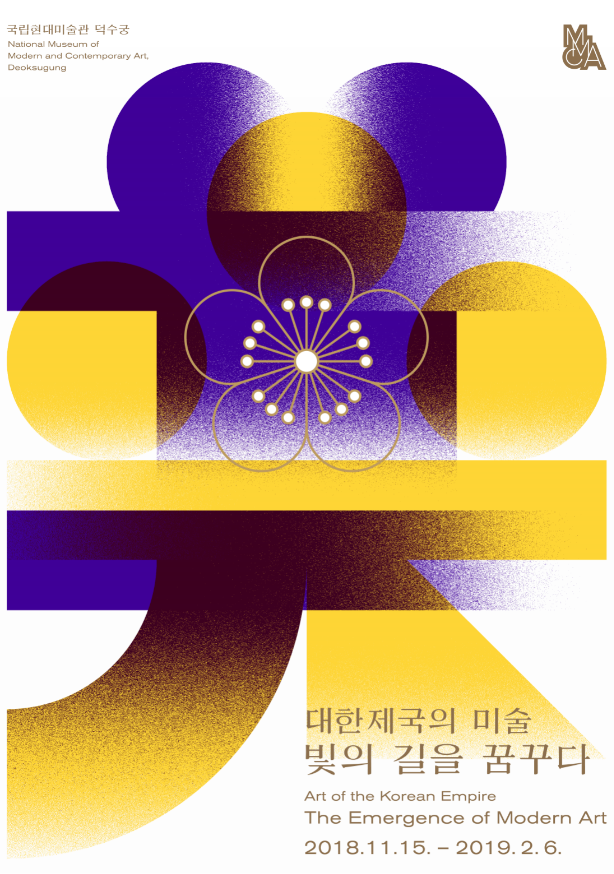 국립현대미술관 덕수궁
National Museum of
Modern and Contemporary Art,
Deoksugung
MMCA
대한제국의 미술
빛의 길을 꿈꾸다
Art of the Korean Empire
The Emergence of Modern Art
2018.11.15. – 2019. 2. 6.